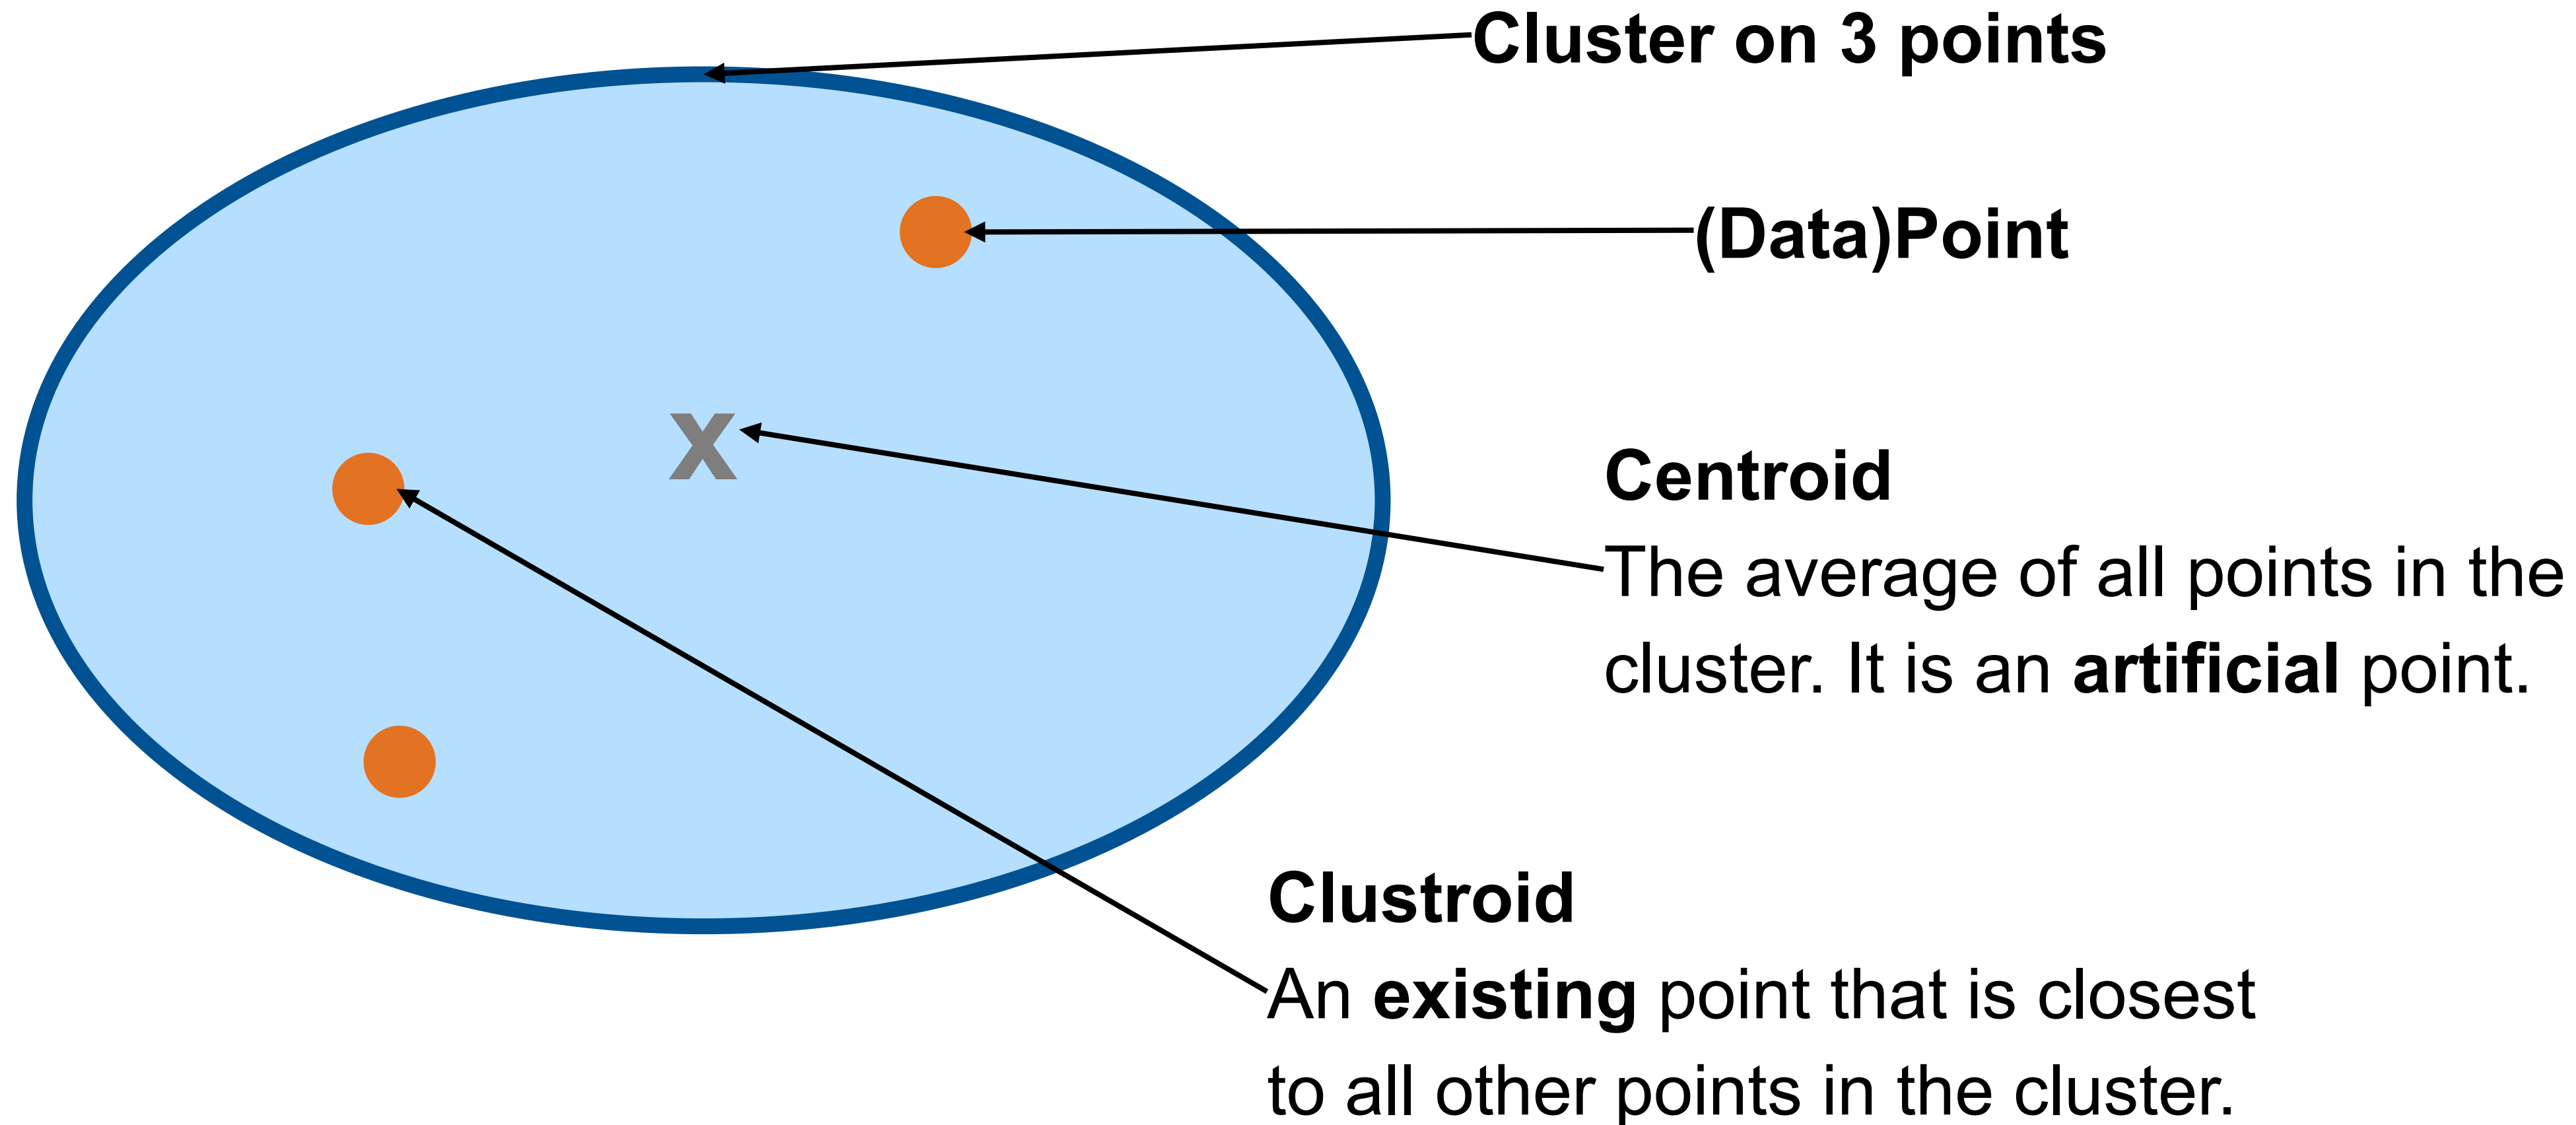 Cluster on 3 points
(Data)Point
x
Centroid
The average of all points in the
cluster. It is an artificial point.
Clustroid
An existing point that is closest
to all other points in the cluster.